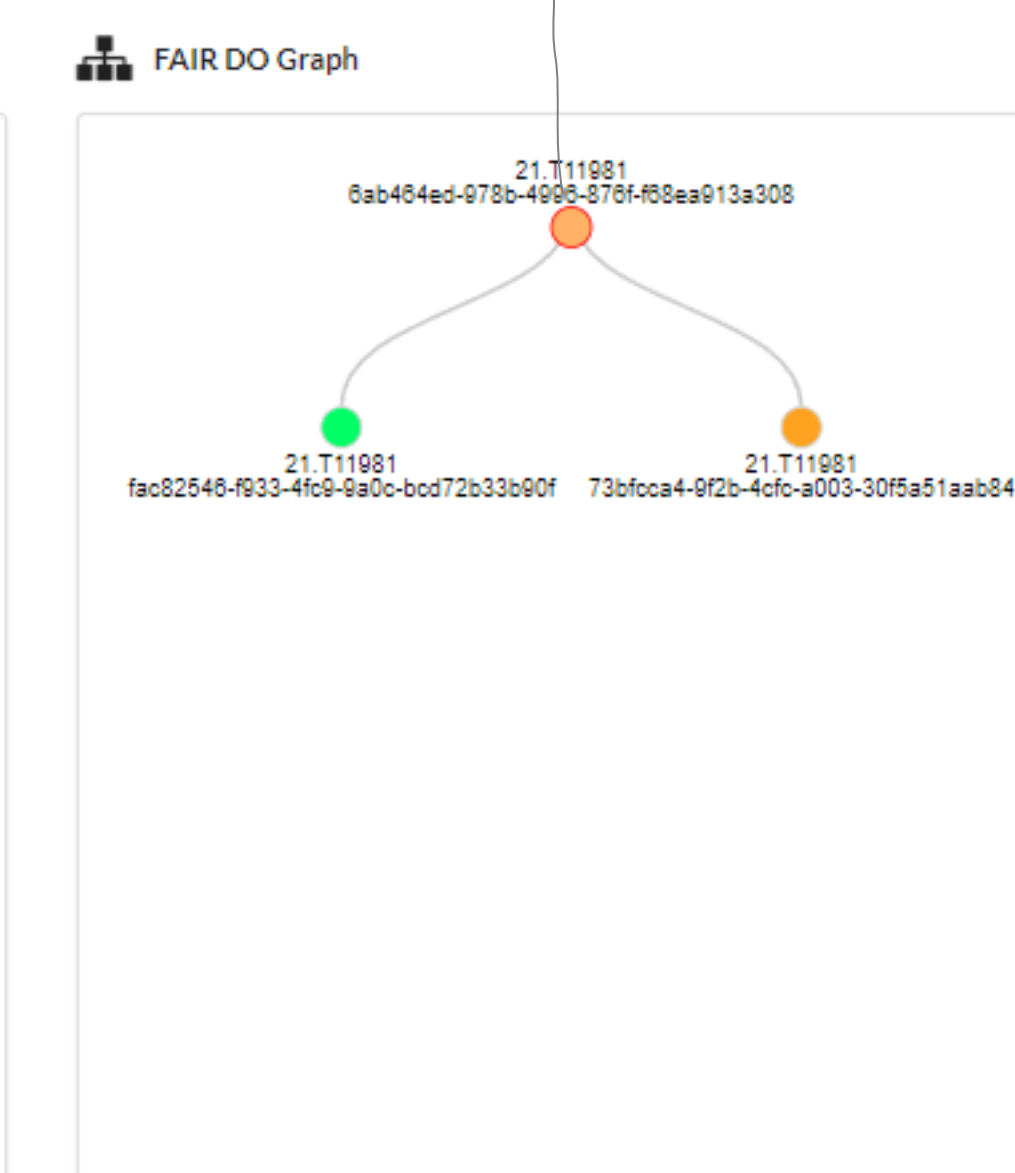 FAIR DO Graph
21.T11981
6ab464ed-978b-4996-876f-f68ea913a308
21.T11981
fac82546-f933-4fc9-9a0c-bcd72b33b90f
21.T11981
73bfcca4-9f2b-4cfc-a003-30f5a51aab84